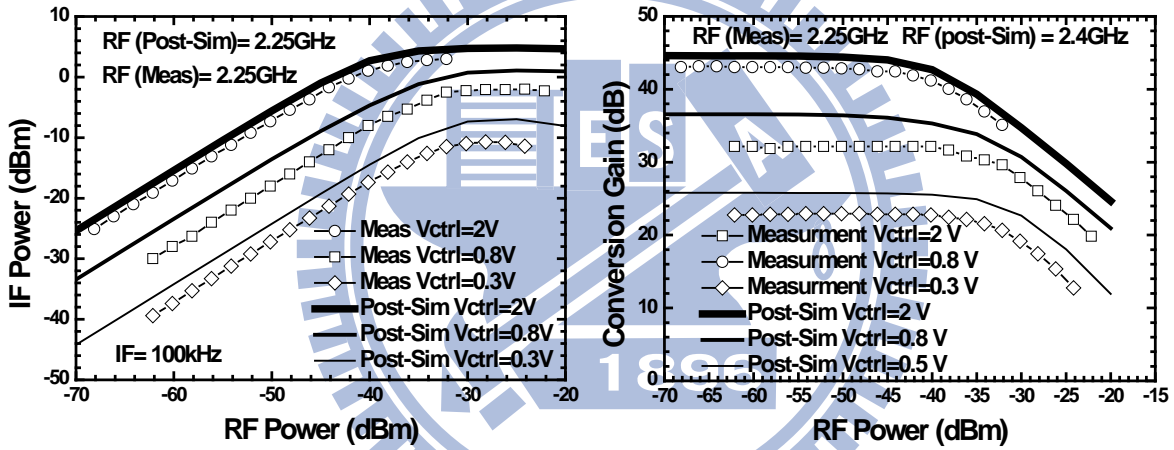 10
0
-10
-20
-30
-40
-50
IF Power (dBm)
RF (Post-Sim)= 2.25GHz
RF (Meas)= 2.25GHz
Meas Vctrl=2V
Meas Vctrl=0.8V
Meas Vctrl=0.3V
Post-Sim Vctrl=2V
Post-Sim Vctrl=0.8V
Post-Sim Vctrl=0.3V
IF= 100kHz
-70 -60 -50 -40 -30 -20
RF Power (dBm)
50
40
30
20
10
0
Conversion Gain (dB)
RF (Meas)= 2.25GHz RF (post-Sim) = 2.4GHz
Measurment Vctrl=2 V
Measurment Vctrl=0.8 V
Measurment Vctrl=0.3 V
Post-Sim Vctrl=2 V
Post-Sim Vctrl=0.8 V
Post-Sim Vctrl=0.5 V
-70 -65 -60 -55 -50 -45 -40 -35 -30 -25 -20 -15
RF Power (dBm)
ES
A
1896